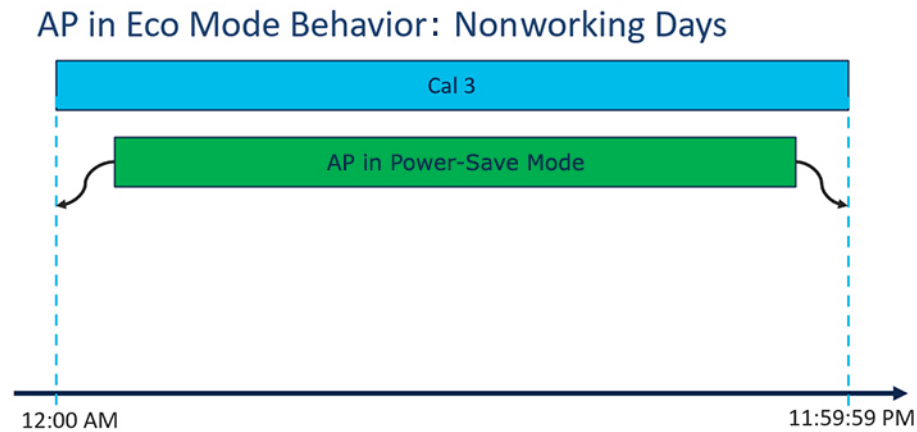 AP in Eco Mode Behavior: Nonworking Days
Cal 3
AP in Power-Save Mode
12:00 AM
11:59:59 PM